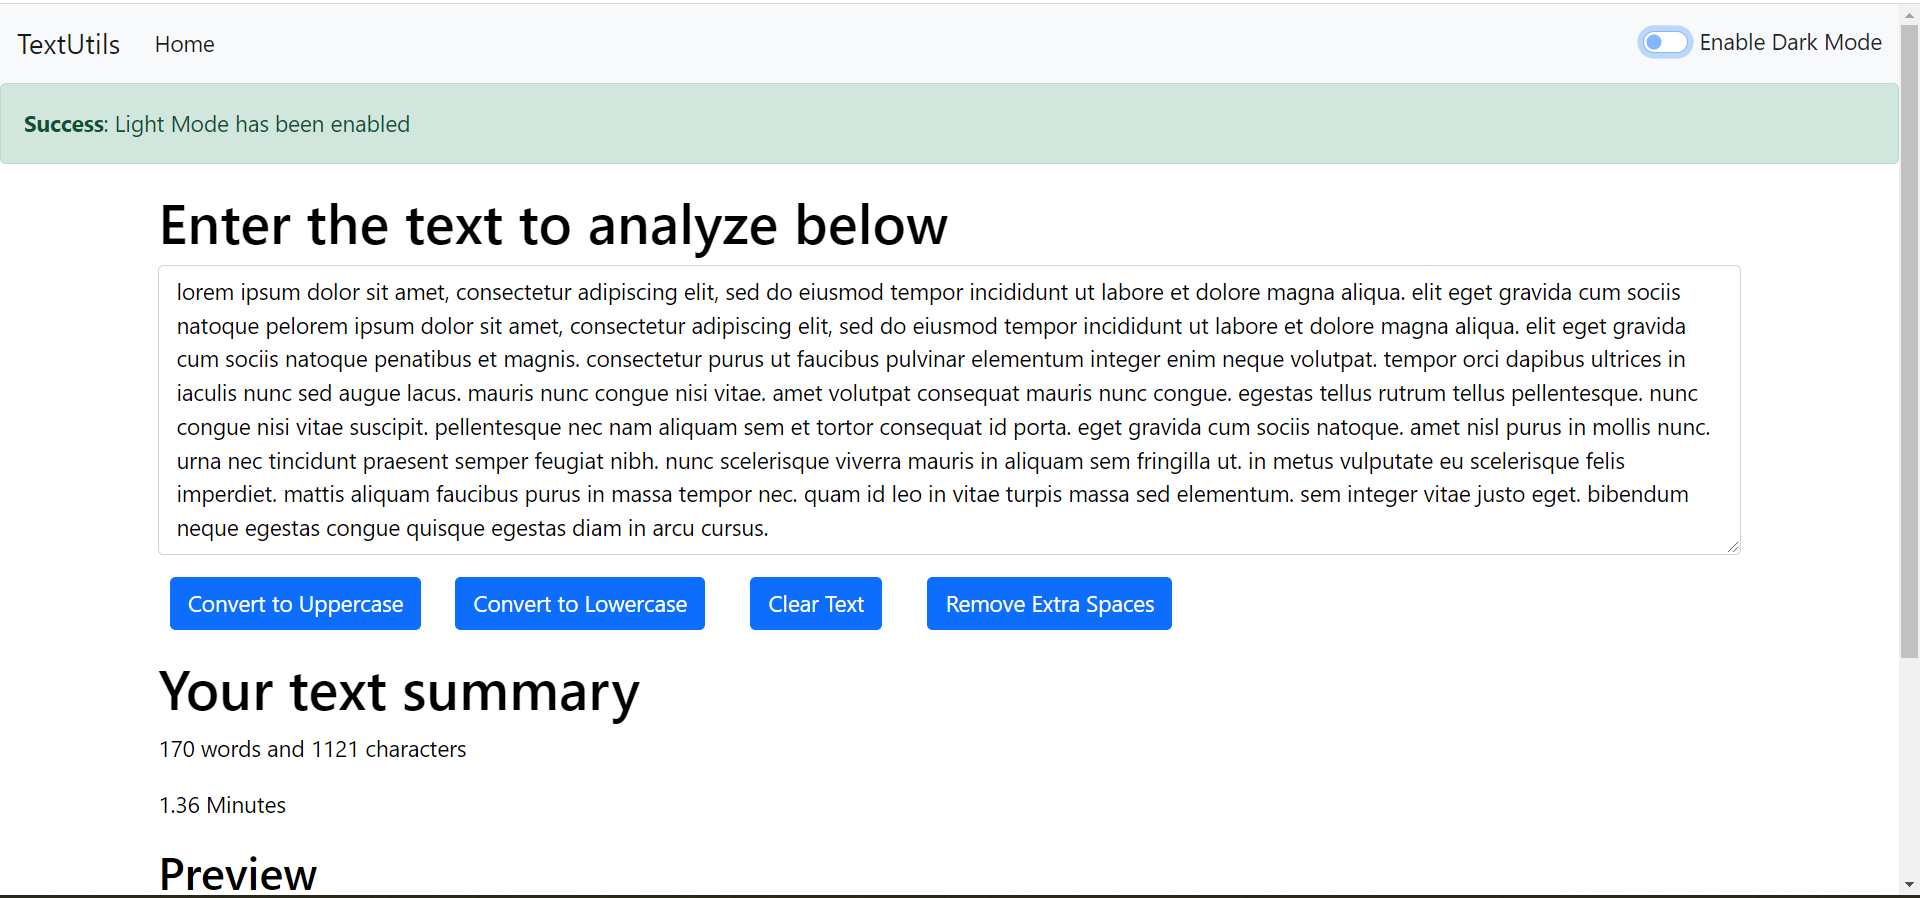 TextUtils Home Enable Dark Mode
Success: Light Mode has been enabled
Enter the text to analyze below
lorem ipsum dolor sit amet, consectetur adipiscing elit, sed do eiusmod tempor incididunt ut labore et dolore magna aliqua. elit eget gravida cum sociis
natoque pelorem ipsum dolor sit amet, consectetur adipiscing elit, sed do eiusmod tempor incididunt ut labore et dolore magna aliqua. elit eget gravida
cum sociis natoque penatibus et magnis. consectetur purus ut faucibus pulvinar elementum integer enim neque volutpat. tempor orci dapibus ultrices in
iaculis nunc sed augue lacus. mauris nunc congue nisi vitae. amet volutpat consequat mauris nunc congue. egestas tellus rutrum tellus pellentesque. nunc
congue nisi vitae suscipit. pellentesque nec nam aliquam sem et tortor consequat id porta. eget gravida cum sociis natoque. amet nisl purus in mollis nunc.
urna nec tincidunt praesent semper feugiat nibh. nunc scelerisque viverra mauris in aliquam sem fringilla ut. in metus vulputate eu scelerisque felis
imperdiet. mattis aliquam faucibus purus in massa tempor nec. quam id leo in vitae turpis massa sed elementum. sem integer vitae justo eget. bibendum
neque egestas congue quisque egestas diam in arcu cursus.
Convert to Uppercase Convert to Lowercase Clear Text Remove Extra Spaces
Your text summary
170 words and 1121 characters
1.36 Minutes
Preview